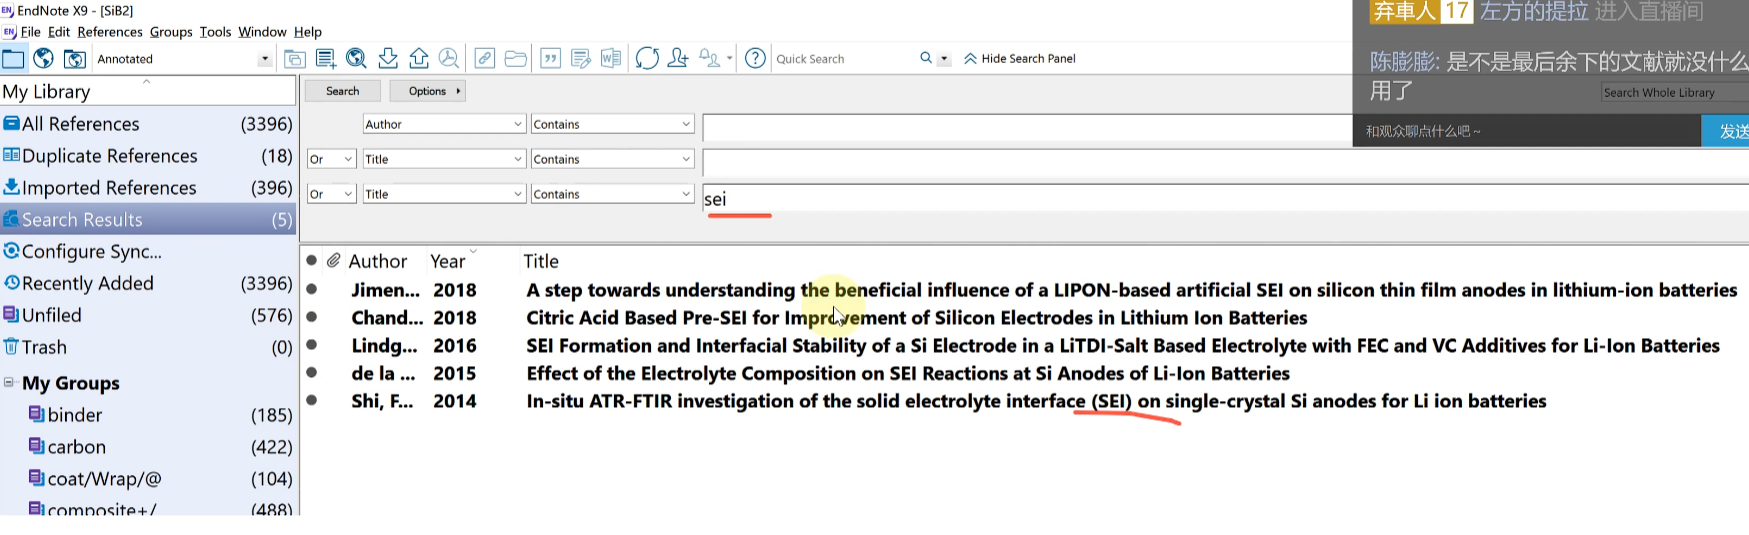 EndNote X9 - [SiB2]
File Edit References Groups Tools Window Help
Annotated
Quick Search
Hide Search Panel
弃車人 17 左方的提拉 进入直播间
陈膨膨: 是不是最后余下的文献就没什么
用了
和观众聊点什么吧~
发送
My Library
Search
Options
Search Whole Library
All References (3396)
Duplicate References (18)
Imported References (396)
Search Results (5)
Configure Sync...
Recently Added (3396)
Unfiled (576)
Trash (0)
My Groups
binder (185)
carbon (422)
coat/Wrap/@ (104)
composite+/ (488)
Author Contains
Or Title Contains
Or Title Contains sei
Author Year Title
Jimen... 2018 A step towards understanding the beneficial influence of a LIPON-based artificial SEI on silicon thin film anodes in lithium-ion batteries
Chand... 2018 Citric Acid Based Pre-SEI for Improvement of Silicon Electrodes in Lithium Ion Batteries
Lindg... 2016 SEI Formation and Interfacial Stability of a Si Electrode in a LiTDI-Salt Based Electrolyte with FEC and VC Additives for Li-Ion Batteries
de la ... 2015 Effect of the Electrolyte Composition on SEI Reactions at Si Anodes of Li-Ion Batteries
Shi, F... 2014 In-situ ATR-FTIR investigation of the solid electrolyte interface (SEI) on single-crystal Si anodes for Li ion batteries